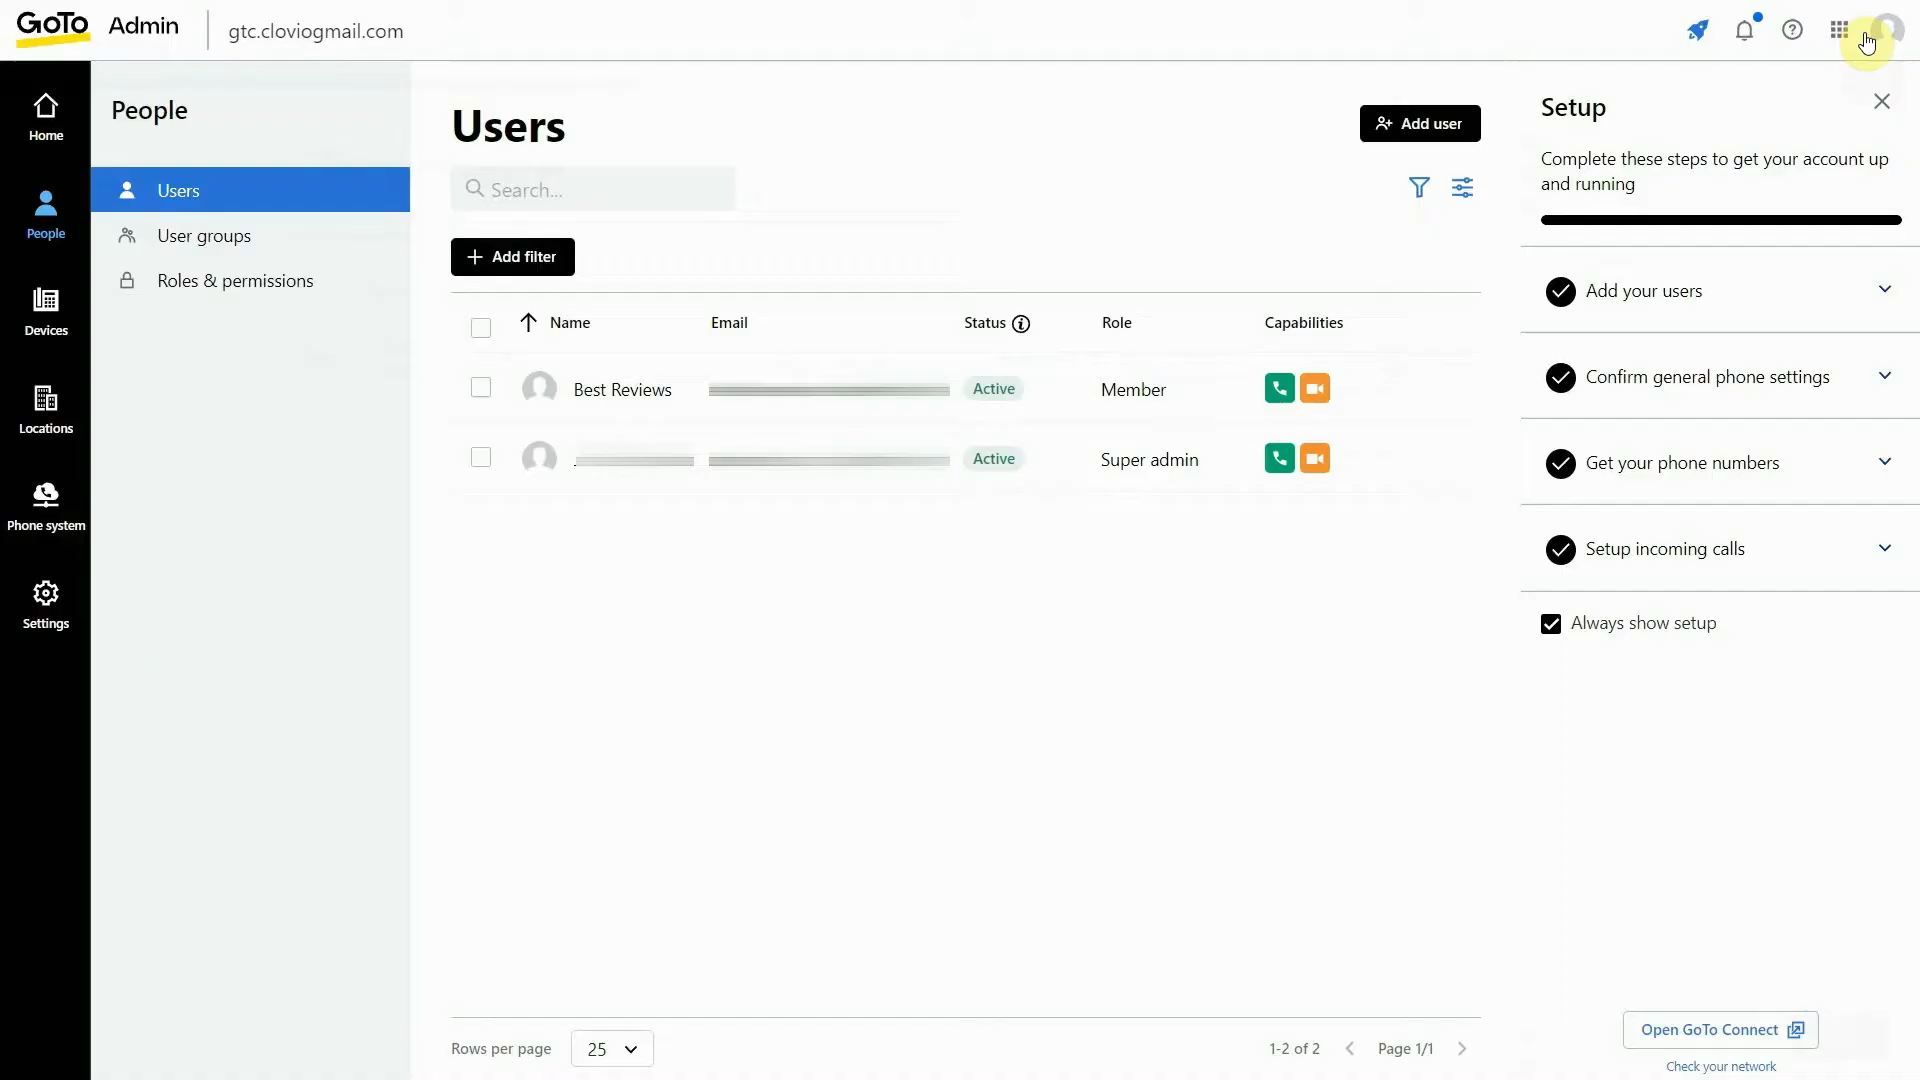 GoTo Admin
gtc.cloviogmail.com
Home
People
Devices
Locations
Phone system
Settings
People
Users
User groups
Roles & permissions
Users
Add user
Search...
Add filter
Name Email Status Role Capabilities
Best Reviews Active Member
Active Super admin
Rows per page 25 1-2 of 2 Page 1/1
Setup
Complete these steps to get your account up
and running
Add your users
Confirm general phone settings
Get your phone numbers
Setup incoming calls
Always show setup
Open GoTo Connect
Check your network